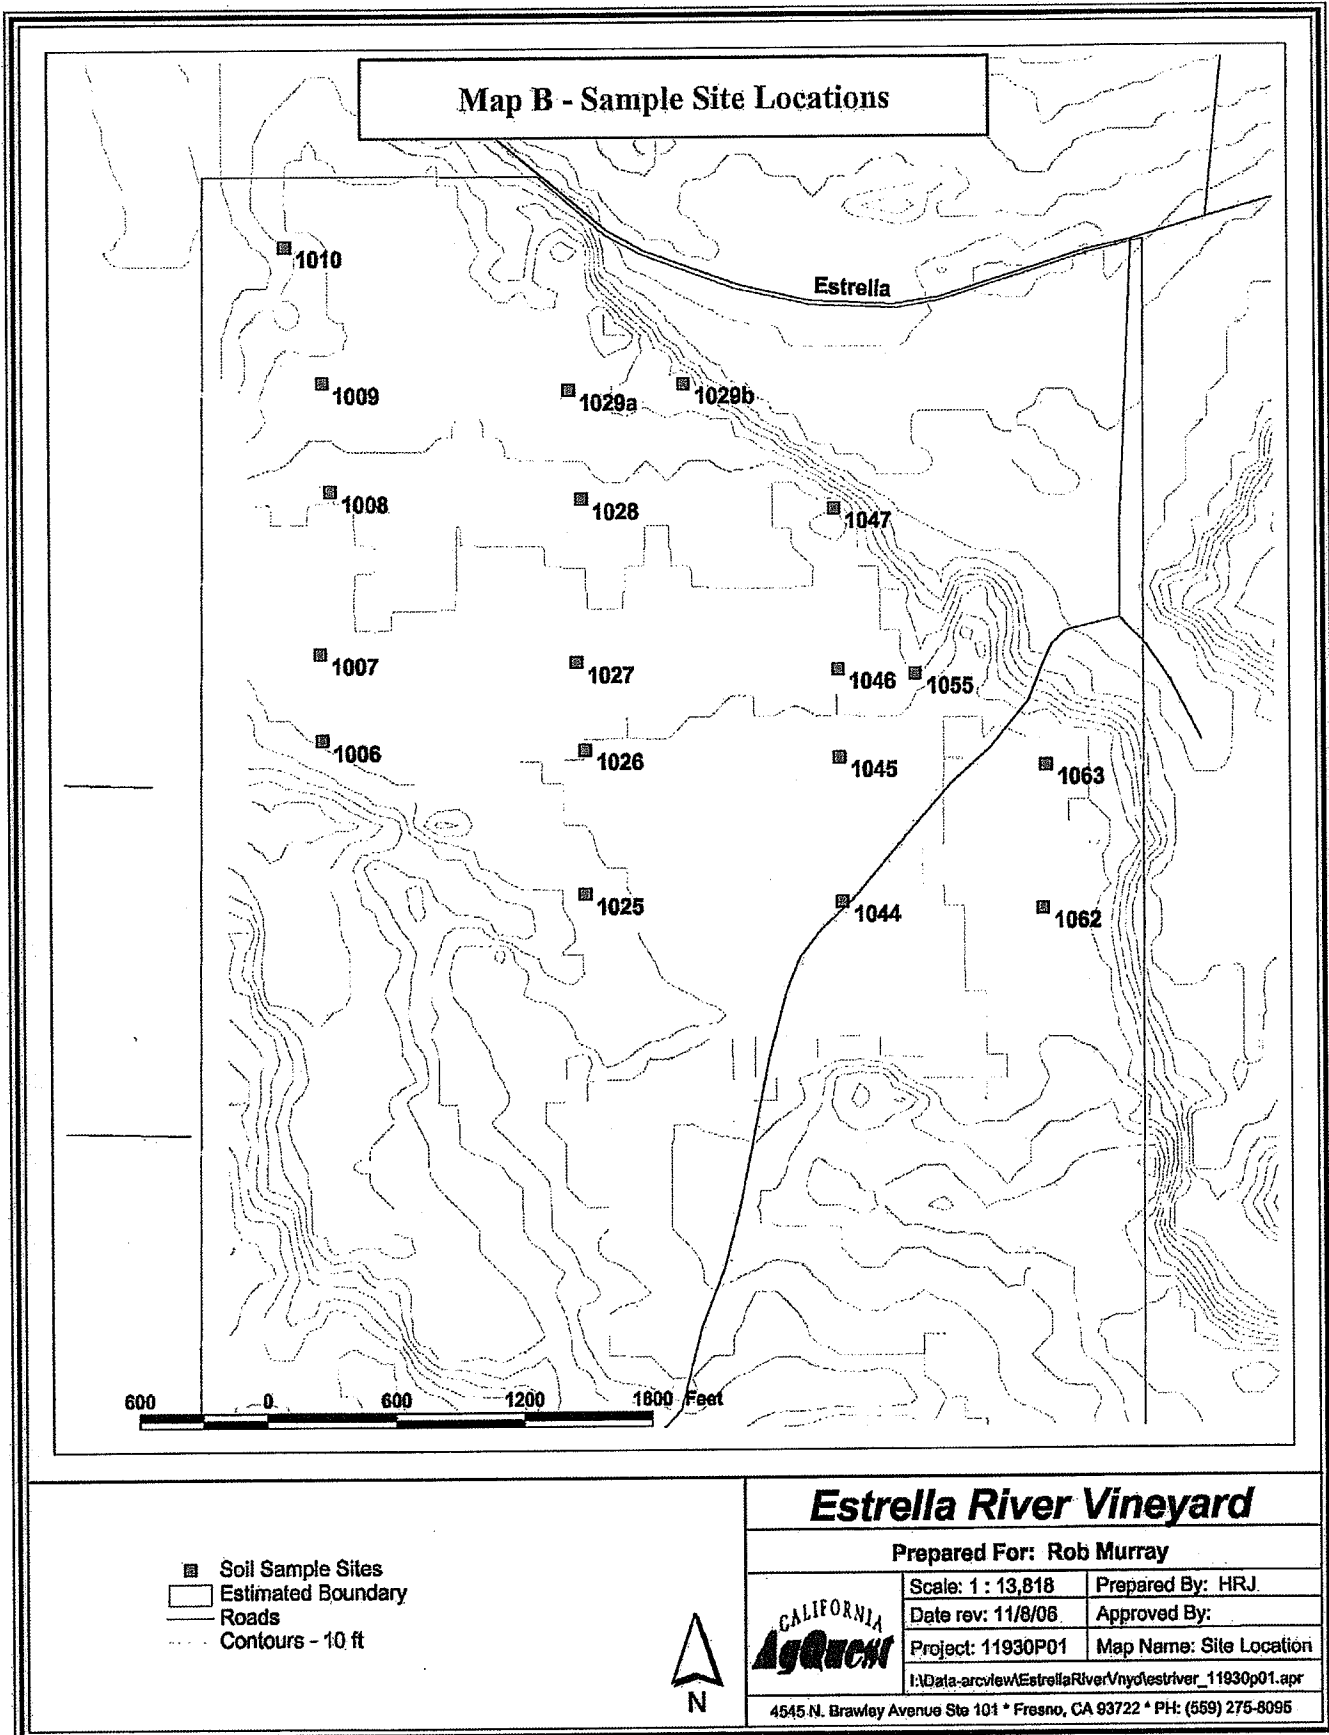 Map B - Sample Site Locations
Estrella
1010
1009
1029a
1029b
1008
1028
1047
1007
1027
1046
1055
1006
1026
1045
1063
1025
1044
1062
600 0 600 1200 1800 Feet
Estrella River Vineyard
Prepared For: Rob Murray
Soil Sample Sites
Estimated Boundary
Roads
Contours - 10 ft
N
CALIFORNIA
AgQuest
Scale: 1 : 13,818
Prepared By: HRJ
Date rev: 11/8/06
Approved By:
Project: 11930P01
Map Name: Site Location
I:\Data-arcview\EstrellaRiverVnyd\estriver_11930p01.apr
4545 N. Brawley Avenue Ste 101 * Fresno, CA 93722 * PH: (559) 275-8095